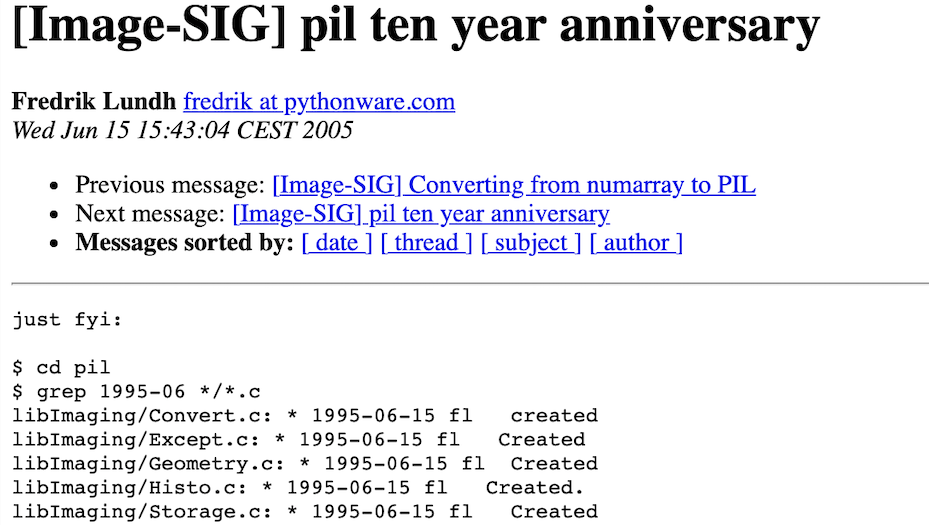 [Image-SIG] pil ten year anniversary
Fredrik Lundh fredrik at pythonware.com
Wed Jun 15 15:43:04 CEST 2005
• Previous message: [Image-SIG] Converting from numarray to PIL
• Next message: [Image-SIG] pil ten year anniversary
• Messages sorted by: [ date ] [ thread ] [ subject ] [ author ]
just fyi:
$ cd pil
$ grep 1995-06 */*.c
libImaging/Convert.c: * 1995-06-15 fl   created
libImaging/Except.c: * 1995-06-15 fl   Created
libImaging/Geometry.c: * 1995-06-15 fl  Created
libImaging/Histo.c: * 1995-06-15 fl   Created.
libImaging/Storage.c: * 1995-06-15 fl   Created